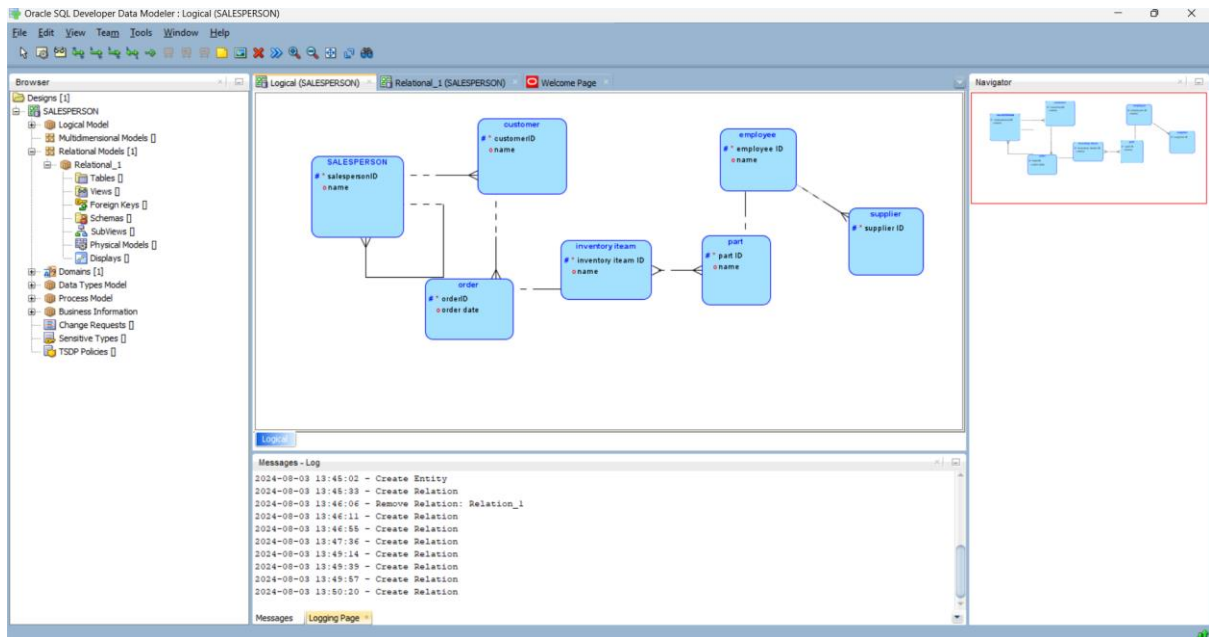 Oracle SQL Developer Data Modeler : Logical (SALESPERSON)
File Edit View Team Tools Window Help
Browser
Designs [1]
SALESPERSON
Logical Model
Multidimensional Models []
Relational Models [1]
Relational_1
Tables []
Views []
Foreign Keys []
Schemas []
SubViews []
Physical Models []
Displays []
Domains [1]
Data Types Model
Process Model
Business Information
Change Requests []
Sensitive Types []
TSDP Policies []
Logical (SALESPERSON) Relational_1 (SALESPERSON) Welcome Page
customer
# * customerID
o name
SALESPERSON
# * salespersonID
o name
employee
# * employee ID
o name
supplier
# * supplier ID
inventory iteam
# * inventory iteam ID
o name
part
# * part ID
o name
order
# * orderID
o order date
Logical
Messages - Log
2024-08-03 13:45:02 - Create Entity
2024-08-03 13:45:33 - Create Relation
2024-08-03 13:46:06 - Remove Relation: Relation_1
2024-08-03 13:46:11 - Create Relation
2024-08-03 13:46:55 - Create Relation
2024-08-03 13:47:36 - Create Relation
2024-08-03 13:49:14 - Create Relation
2024-08-03 13:49:39 - Create Relation
2024-08-03 13:49:57 - Create Relation
2024-08-03 13:50:20 - Create Relation
Messages Logging Page
Navigator